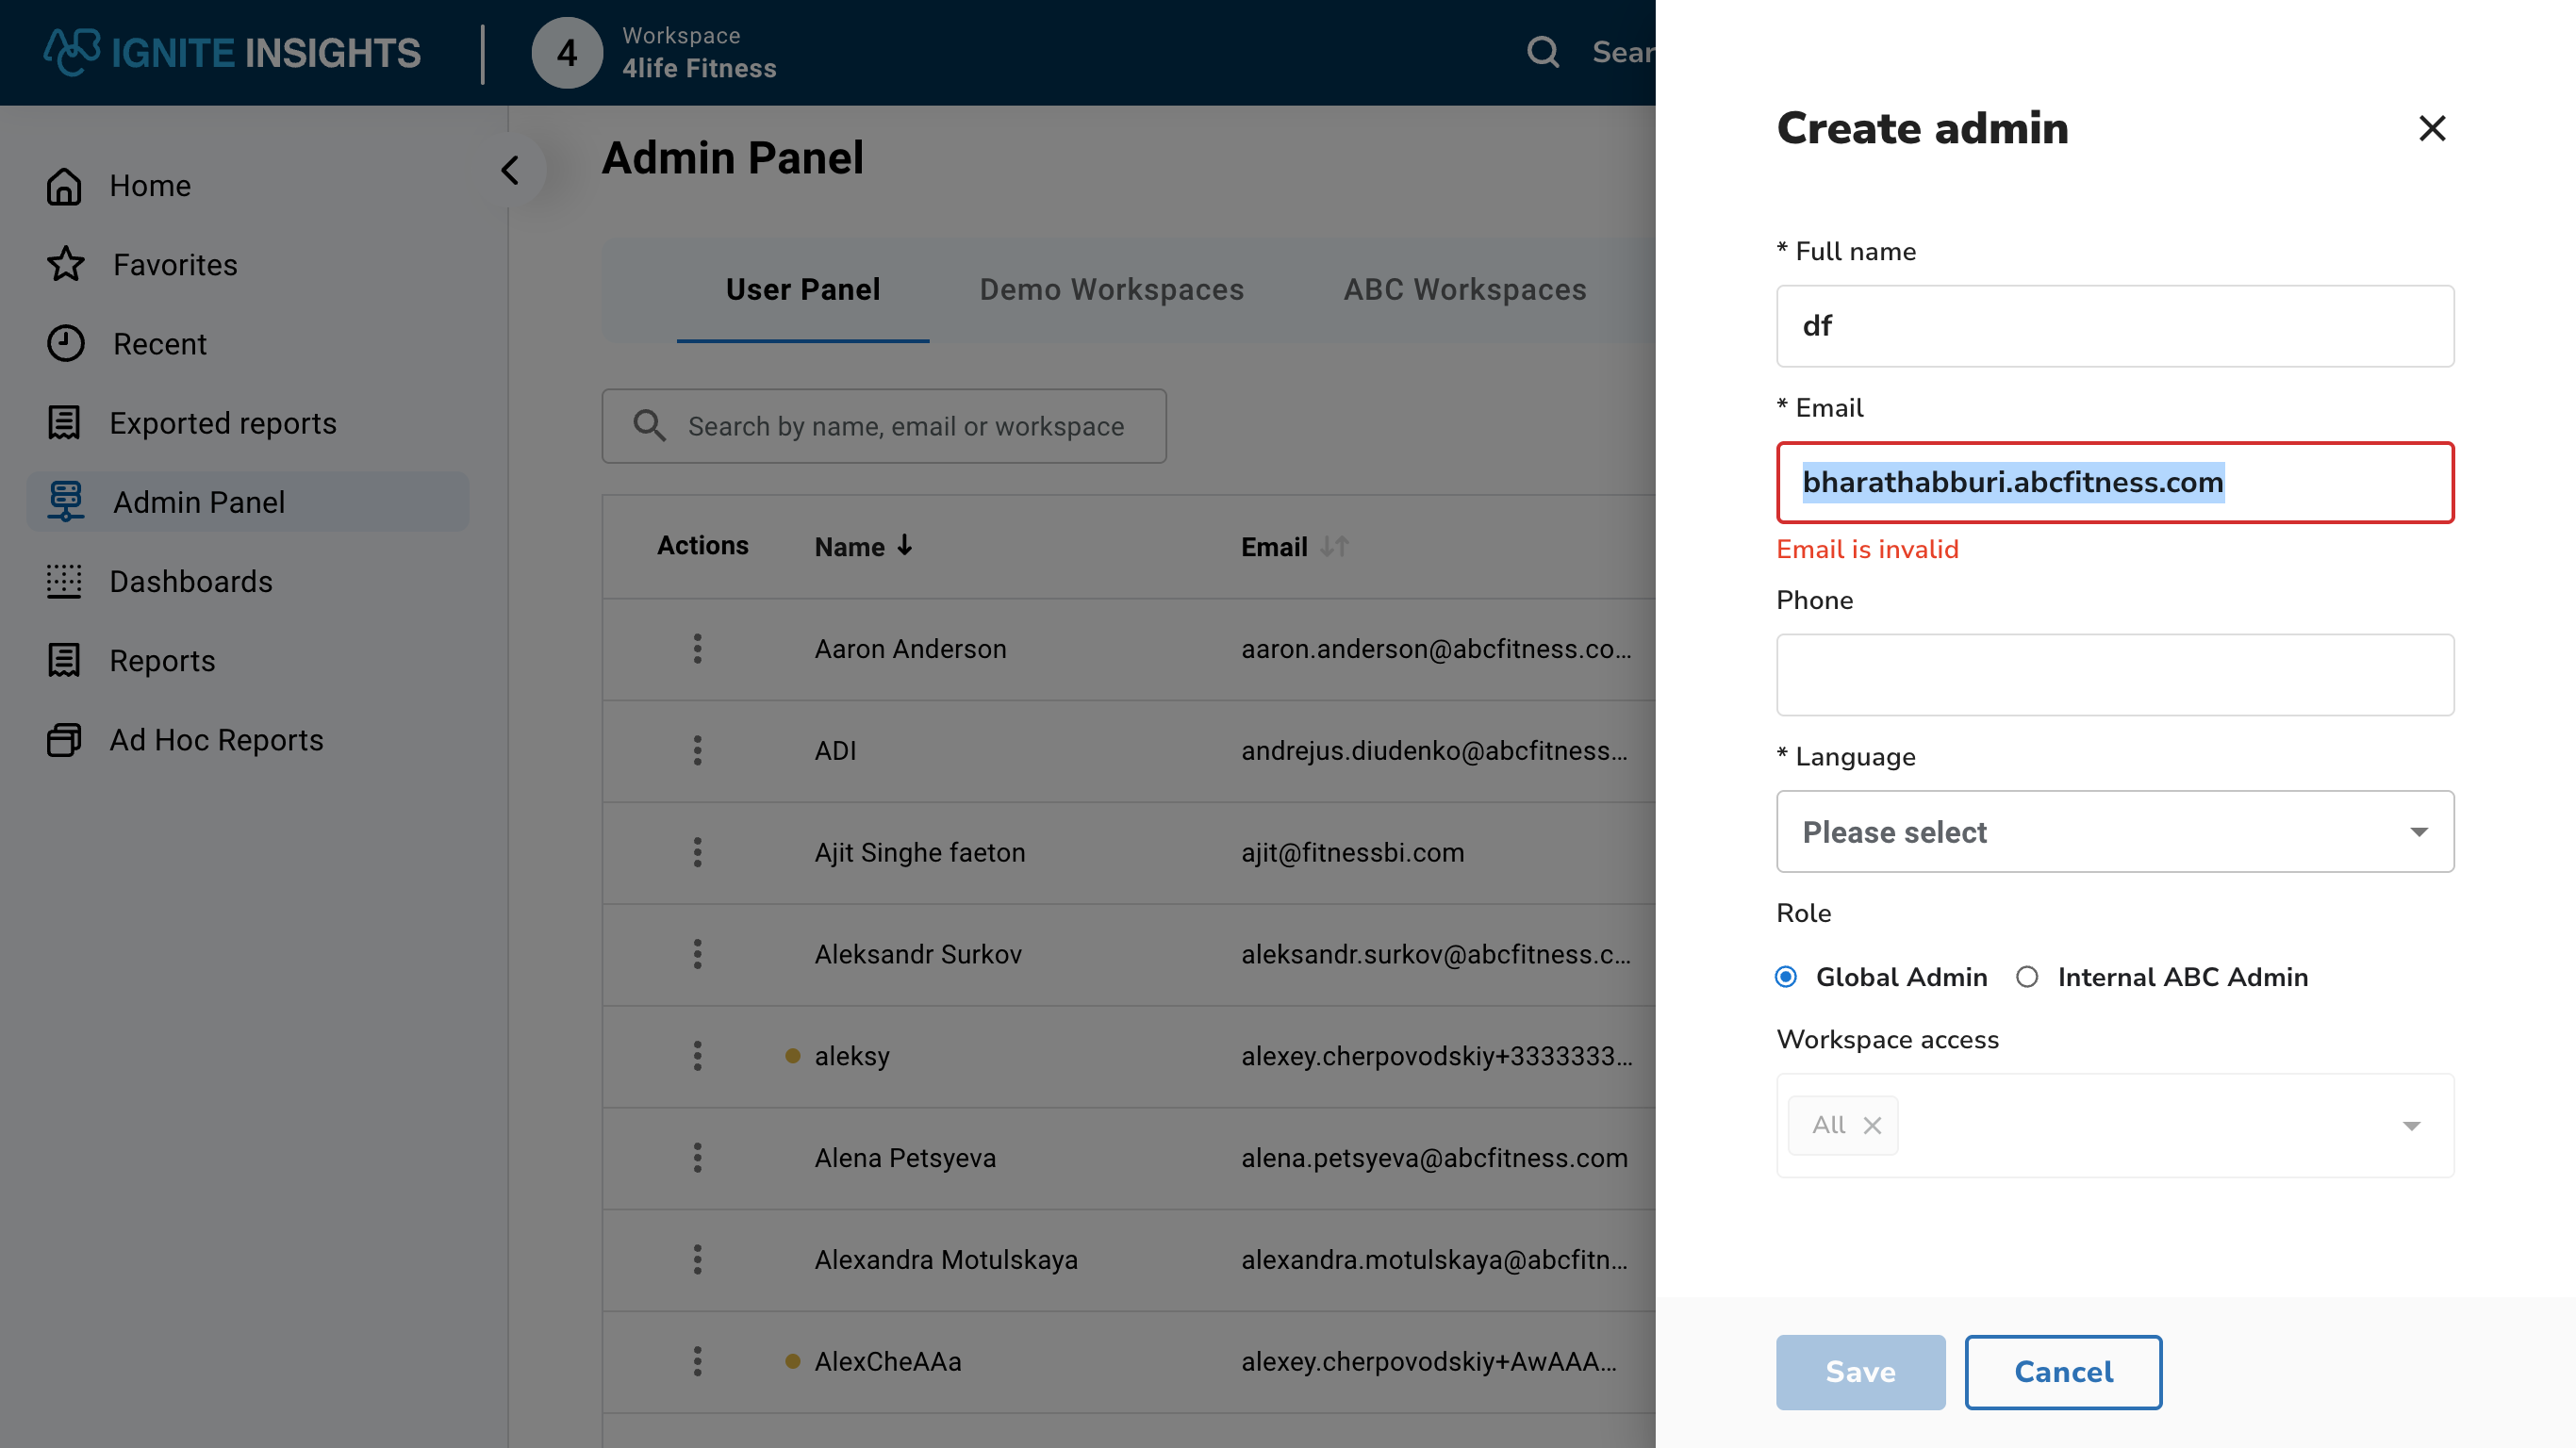 ABC IGNITE INSIGHTS
4
Workspace
4life Fitness
Sear
Home
Favorites
Recent
Exported reports
Admin Panel
Dashboards
Reports
Ad Hoc Reports
Admin Panel
User Panel
Demo Workspaces
ABC Workspaces
Search by name, email or workspace
Actions Name Email
Aaron Anderson aaron.anderson@abcfitness.co...
ADI andrejus.diudenko@abcfitness...
Ajit Singhe faeton ajit@fitnessbi.com
Aleksandr Surkov aleksandr.surkov@abcfitness.c...
aleksy alexey.cherpovodskiy+3333333...
Alena Petsyeva alena.petsyeva@abcfitness.com
Alexandra Motulskaya alexandra.motulskaya@abcfitn...
AlexCheAAa alexey.cherpovodskiy+AwAAA...
Create admin
* Full name
df
* Email
bharathabburi.abcfitness.com
Email is invalid
Phone
* Language
Please select
Role
Global Admin Internal ABC Admin
Workspace access
All
Save Cancel